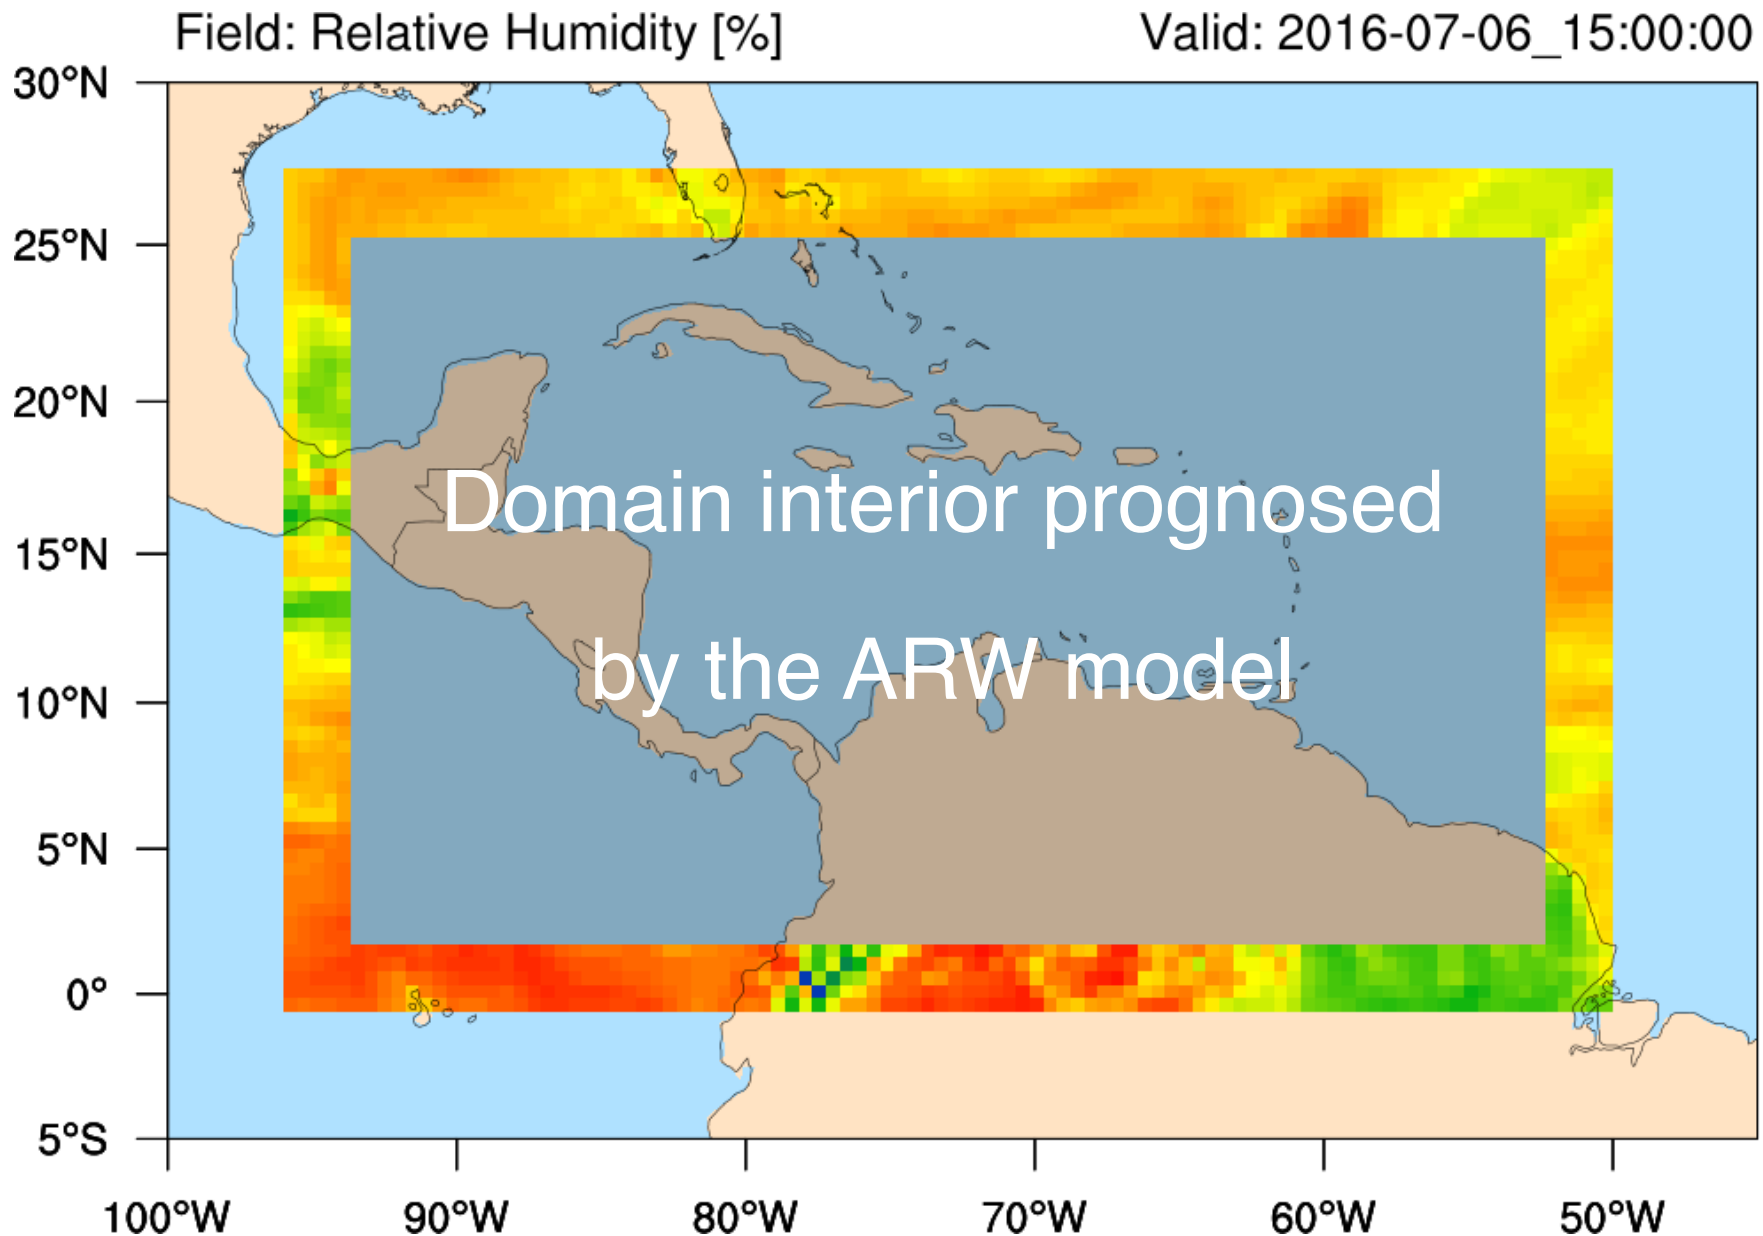 Field: Relative Humidity [%] Valid: 2016-07-06_15:00:00
30°N
25°N
20°N
15°N
10°N
5°N
0°
5°S
Domain interior prognosed
by the ARW model
100°W 90°W 80°W 70°W 60°W 50°W